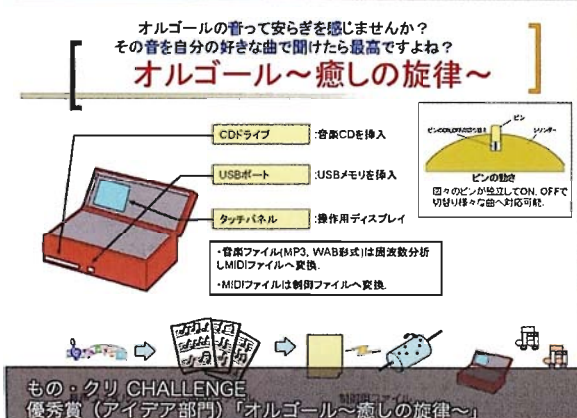 オルゴールの音って安らぎを感じませんか？
その音を自分の好きな曲で聞けたら最高ですよね？
オルゴール～癒しの旋律～
CDドライブ :音楽CDを挿入
USBポート :USBメモリを挿入
タッチパネル :操作用ディスプレイ
ピン
シリンダー
ピンの動き
図々のピンが独立してON, OFFで
切替り様々な曲へ対応可能.
・音楽ファイル(MP3, WAB形式)は周波数分析
しMIDIファイルへ変換.
・MIDIファイルは制御ファイルへ変換.
もの・クリ CHALLENGE
優秀賞（アイデア部門）「オルゴール～癒しの旋律～」